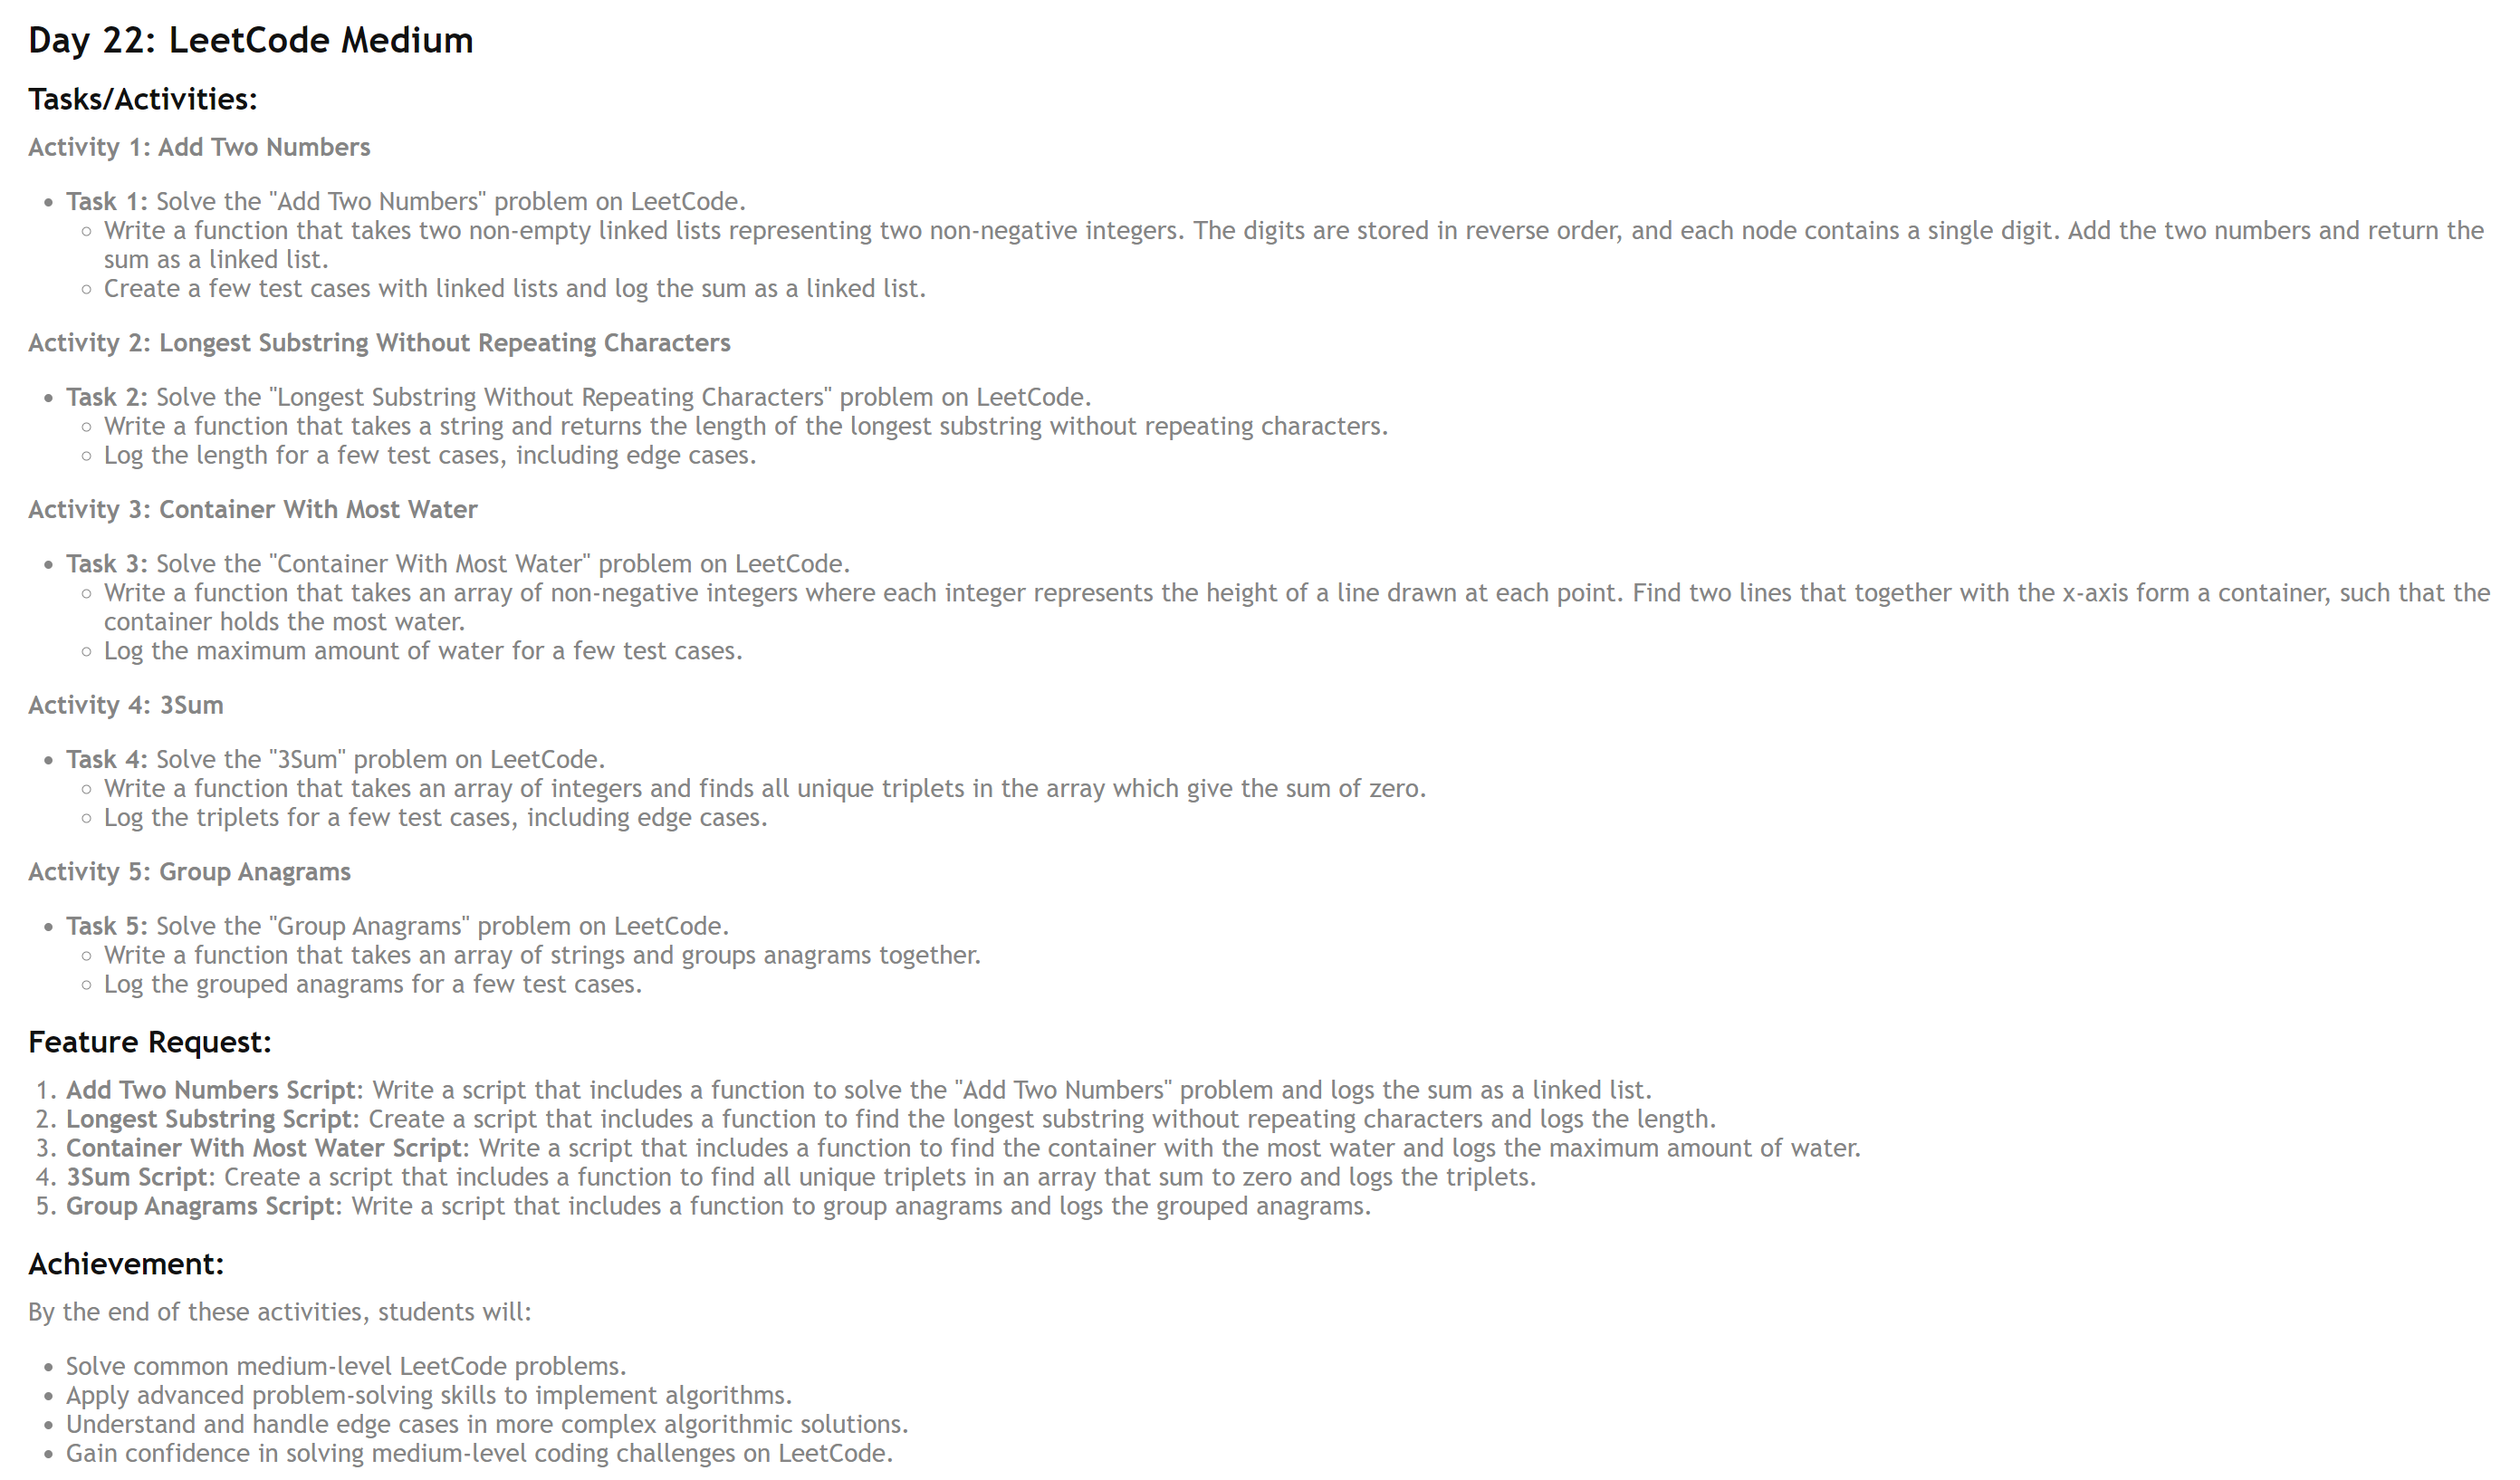 Day 22: LeetCode Medium
Tasks/Activities:
Activity 1: Add Two Numbers
• Task 1: Solve the "Add Two Numbers" problem on LeetCode.
◦ Write a function that takes two non-empty linked lists representing two non-negative integers. The digits are stored in reverse order, and each node contains a single digit. Add the two numbers and return the
sum as a linked list.
◦ Create a few test cases with linked lists and log the sum as a linked list.
Activity 2: Longest Substring Without Repeating Characters
• Task 2: Solve the "Longest Substring Without Repeating Characters" problem on LeetCode.
◦ Write a function that takes a string and returns the length of the longest substring without repeating characters.
◦ Log the length for a few test cases, including edge cases.
Activity 3: Container With Most Water
• Task 3: Solve the "Container With Most Water" problem on LeetCode.
◦ Write a function that takes an array of non-negative integers where each integer represents the height of a line drawn at each point. Find two lines that together with the x-axis form a container, such that the
container holds the most water.
◦ Log the maximum amount of water for a few test cases.
Activity 4: 3Sum
• Task 4: Solve the "3Sum" problem on LeetCode.
◦ Write a function that takes an array of integers and finds all unique triplets in the array which give the sum of zero.
◦ Log the triplets for a few test cases, including edge cases.
Activity 5: Group Anagrams
• Task 5: Solve the "Group Anagrams" problem on LeetCode.
◦ Write a function that takes an array of strings and groups anagrams together.
◦ Log the grouped anagrams for a few test cases.
Feature Request:
1. Add Two Numbers Script: Write a script that includes a function to solve the "Add Two Numbers" problem and logs the sum as a linked list.
2. Longest Substring Script: Create a script that includes a function to find the longest substring without repeating characters and logs the length.
3. Container With Most Water Script: Write a script that includes a function to find the container with the most water and logs the maximum amount of water.
4. 3Sum Script: Create a script that includes a function to find all unique triplets in an array that sum to zero and logs the triplets.
5. Group Anagrams Script: Write a script that includes a function to group anagrams and logs the grouped anagrams.
Achievement:
By the end of these activities, students will:
• Solve common medium-level LeetCode problems.
• Apply advanced problem-solving skills to implement algorithms.
• Understand and handle edge cases in more complex algorithmic solutions.
• Gain confidence in solving medium-level coding challenges on LeetCode.